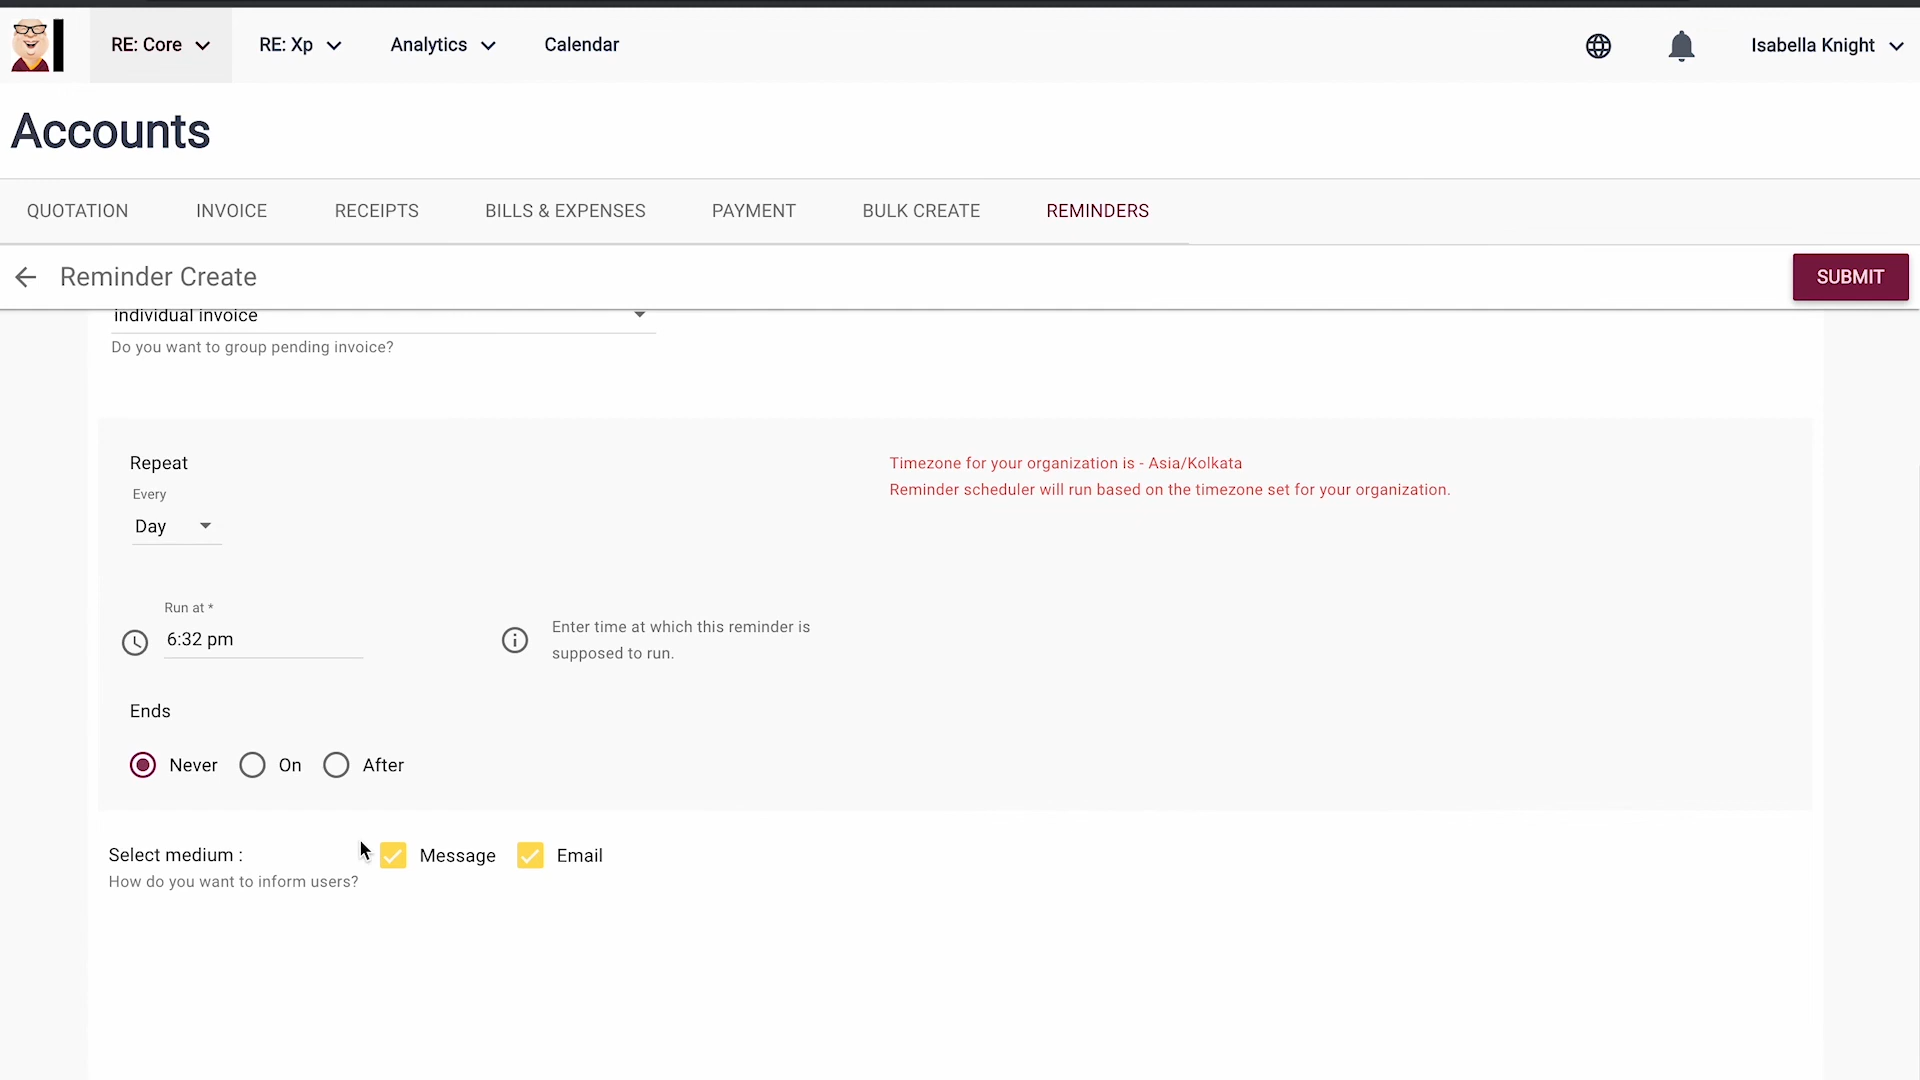 RE: Core
RE: Xp
Analytics
Calendar
Isabella Knight
Accounts
QUOTATION
INVOICE
RECEIPTS
BILLS & EXPENSES
PAYMENT
BULK CREATE
REMINDERS
Reminder Create
SUBMIT
individual invoice
Do you want to group pending invoice?
Repeat
Every
Day
Timezone for your organization is - Asia/Kolkata
Reminder scheduler will run based on the timezone set for your organization.
Run at *
6:32 pm
Enter time at which this reminder is
supposed to run.
Ends
Never
On
After
Select medium :
Message
Email
How do you want to inform users?